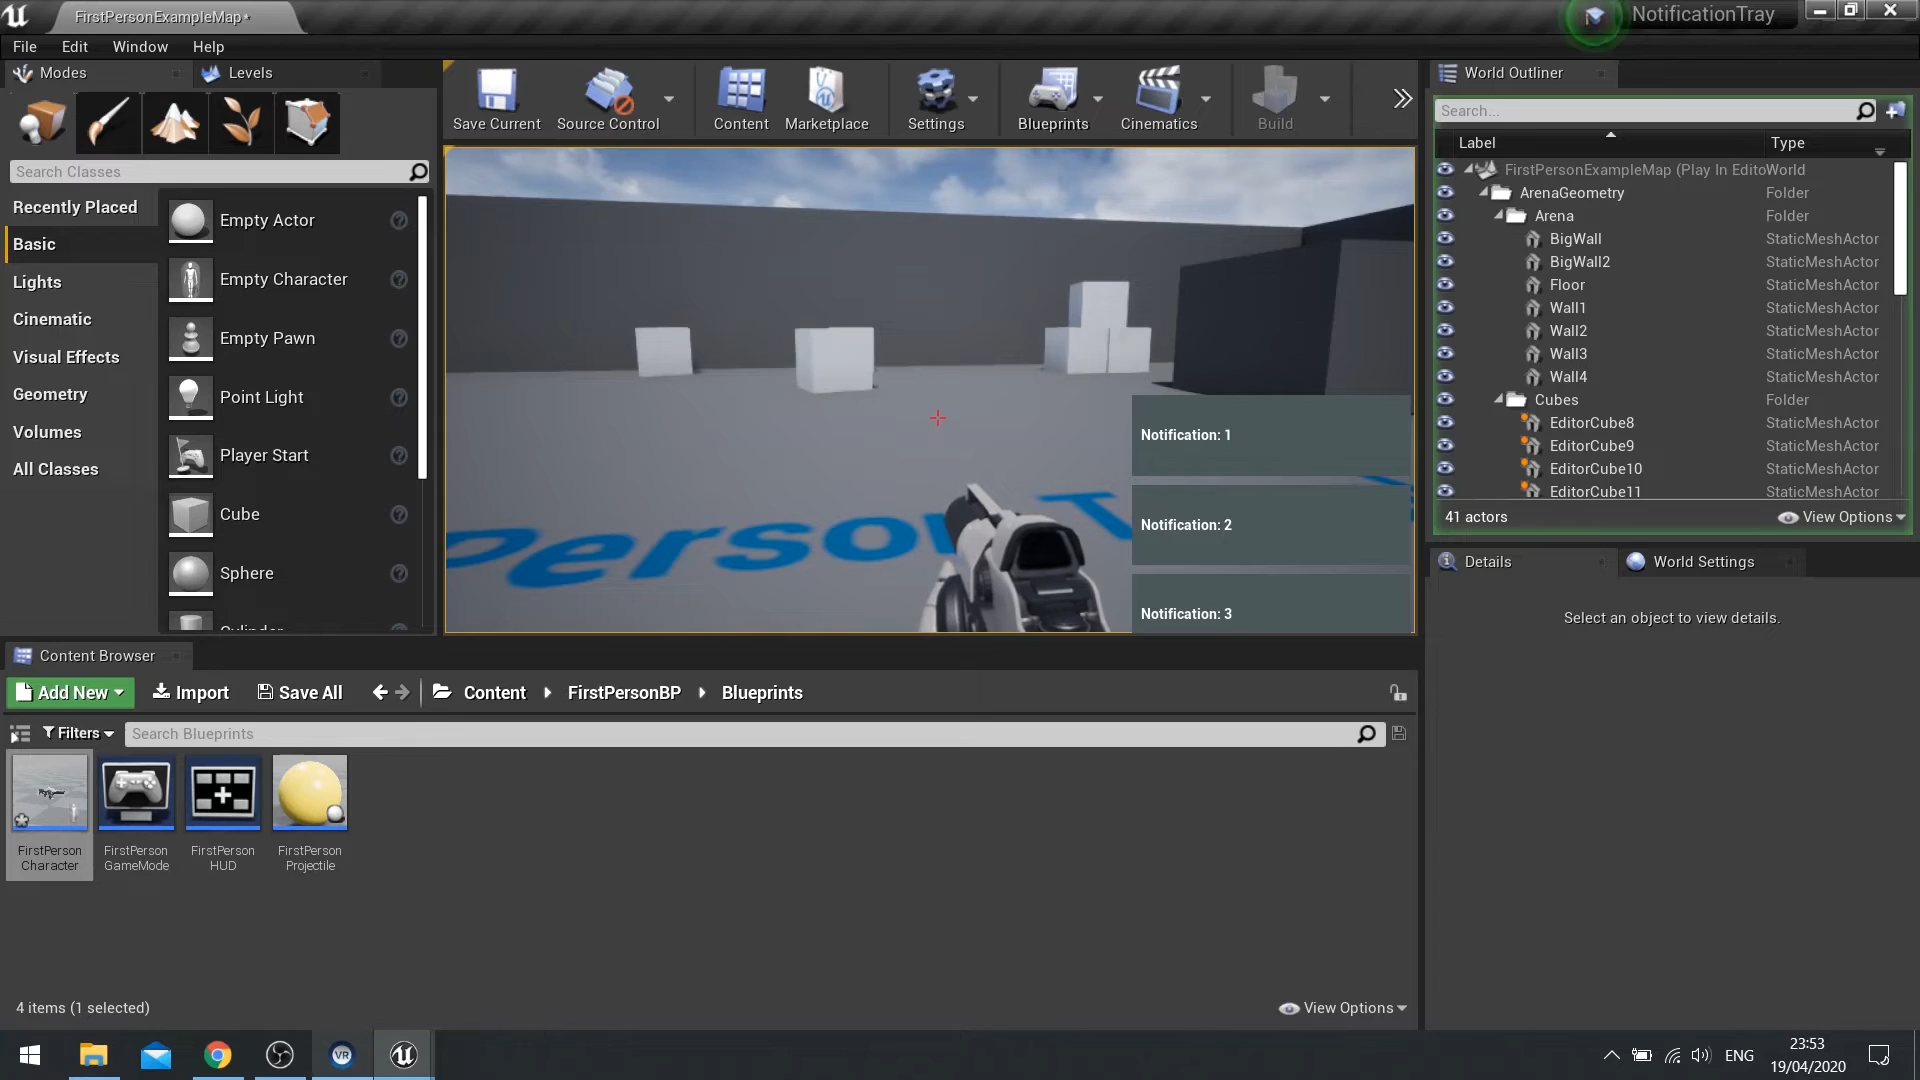 FirstPersonExampleMap*
NotificationTray
File Edit Window Help
Modes
Levels
Search Classes
Recently Placed
Basic
Lights
Cinematic
Visual Effects
Geometry
Volumes
All Classes
Empty Actor
Empty Character
Empty Pawn
Point Light
Player Start
Cube
Sphere
Cylinder
Save Current
Source Control
Content
Marketplace
Settings
Blueprints
Cinematics
Build
Person T
Notification: 1
Notification: 2
Notification: 3
World Outliner
Search...
Label Type
FirstPersonExampleMap (Play In Edito World
ArenaGeometry Folder
Arena Folder
BigWall StaticMeshActor
BigWall2 StaticMeshActor
Floor StaticMeshActor
Wall1 StaticMeshActor
Wall2 StaticMeshActor
Wall3 StaticMeshActor
Wall4 StaticMeshActor
Cubes Folder
EditorCube8 StaticMeshActor
EditorCube9 StaticMeshActor
EditorCube10 StaticMeshActor
EditorCube11 StaticMeshActor
41 actors
View Options
Details
World Settings
Select an object to view details.
Content Browser
Add New
Import
Save All
Content
FirstPersonBP
Blueprints
Filters
Search Blueprints
FirstPerson
Character
FirstPerson
GameMode
FirstPerson
HUD
FirstPerson
Projectile
4 items (1 selected)
View Options
VR
ENG
23:53
19/04/2020